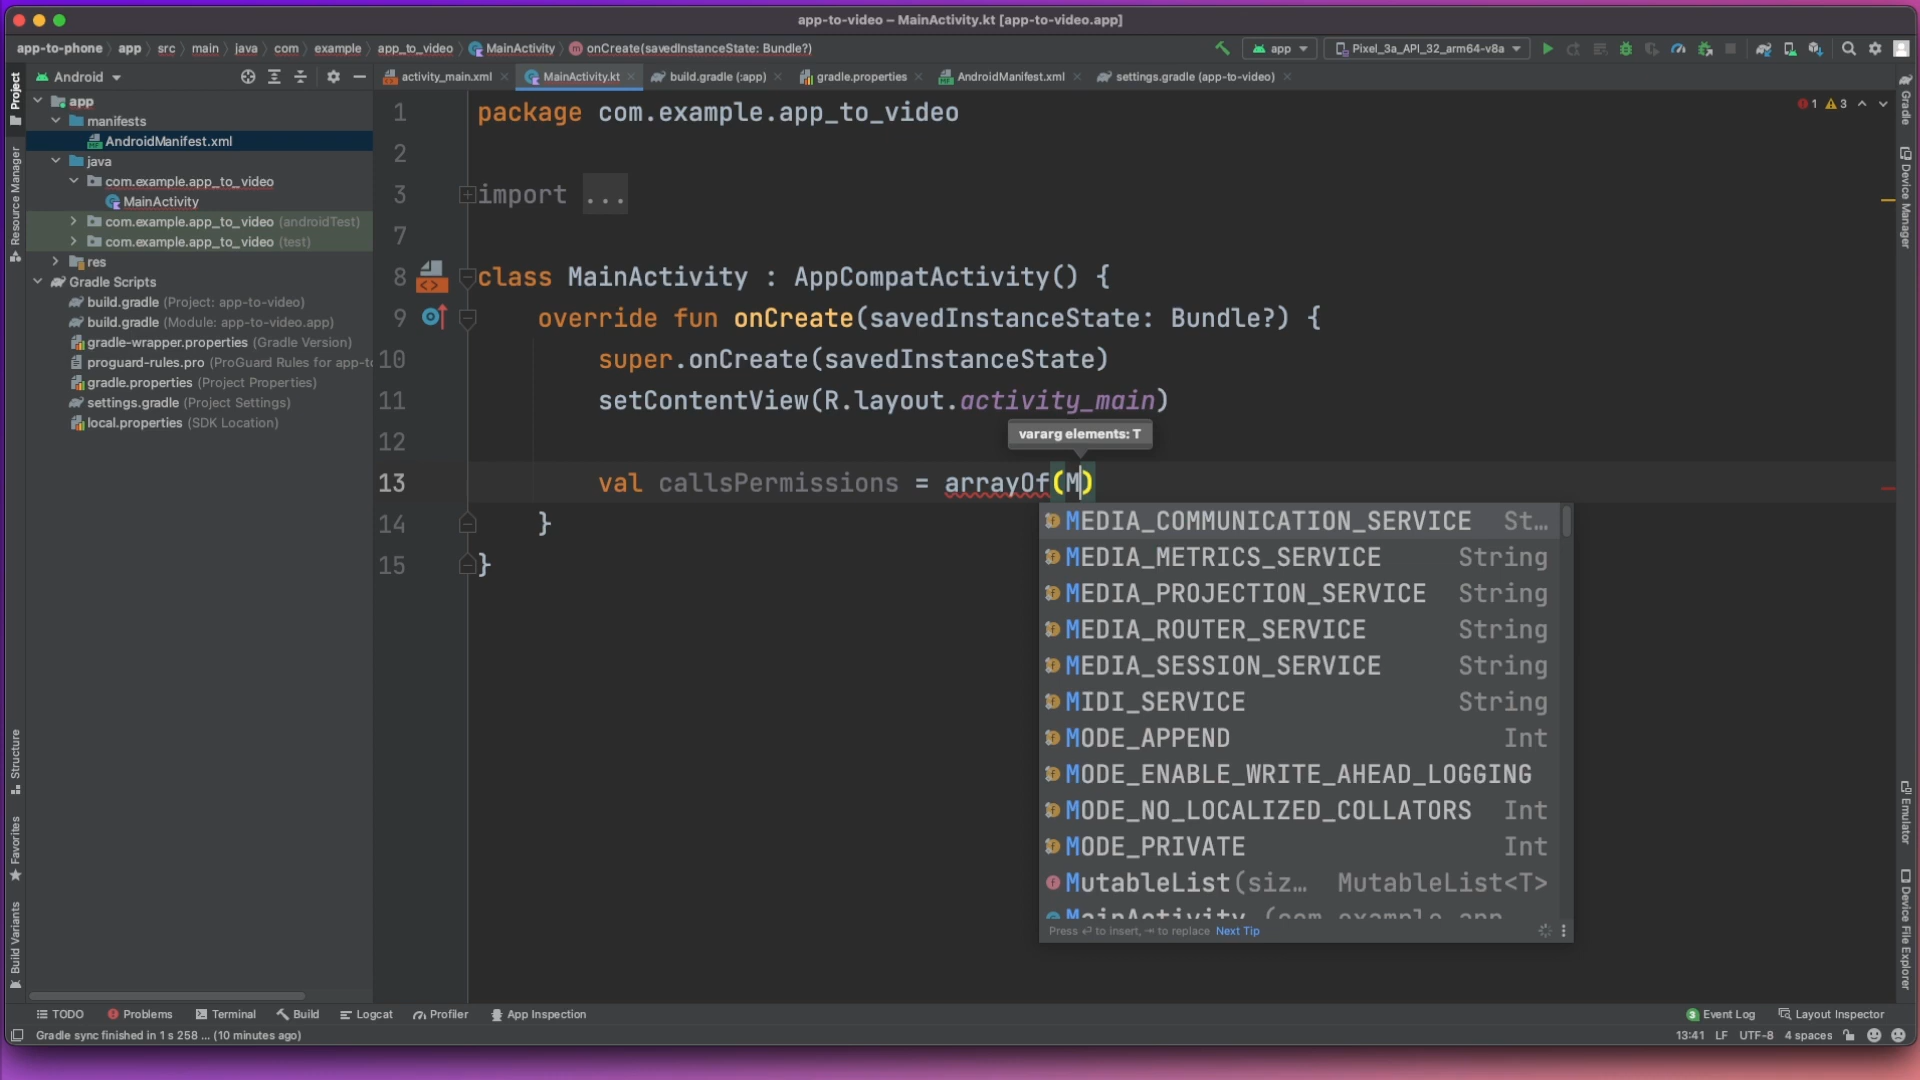 app-to-video – MainActivity.kt [app-to-video.app]
app-to-phone app src main java com example app_to_video MainActivity onCreate(savedInstanceState: Bundle?)
app Pixel_3a_API_32_arm64-v8a
Android
activity_main.xml MainActivity.kt build.gradle (:app) gradle.properties AndroidManifest.xml settings.gradle (app-to-video)
Project
Resource Manager
Structure
Favorites
Build Variants
app
manifests
AndroidManifest.xml
java
com.example.app_to_video
MainActivity
com.example.app_to_video (androidTest)
com.example.app_to_video (test)
res
Gradle Scripts
build.gradle (Project: app-to-video)
build.gradle (Module: app-to-video.app)
gradle-wrapper.properties (Gradle Version)
proguard-rules.pro (ProGuard Rules for app-to
gradle.properties (Project Properties)
settings.gradle (Project Settings)
local.properties (SDK Location)
1 package com.example.app_to_video
1 3
2
3 import ...
7
8 class MainActivity : AppCompatActivity() {
9 override fun onCreate(savedInstanceState: Bundle?) {
10 super.onCreate(savedInstanceState)
11 setContentView(R.layout.activity_main)
vararg elements: T
12
13 val callsPermissions = arrayOf(M)
14 }
15 }
MEDIA_COMMUNICATION_SERVICE St…
MEDIA_METRICS_SERVICE String
MEDIA_PROJECTION_SERVICE String
MEDIA_ROUTER_SERVICE String
MEDIA_SESSION_SERVICE String
MIDI_SERVICE String
MODE_APPEND Int
MODE_ENABLE_WRITE_AHEAD_LOGGING
MODE_NO_LOCALIZED_COLLATORS Int
MODE_PRIVATE Int
MutableList(siz… MutableList<T>
MainActivity (com.example.app
Press ↩ to insert, ⇥ to replace Next Tip
Gradle
Device Manager
Emulator
Device File Explorer
TODO Problems Terminal Build Logcat Profiler App Inspection
3 Event Log Layout Inspector
Gradle sync finished in 1 s 258 ... (10 minutes ago)
13:41 LF UTF-8 4 spaces